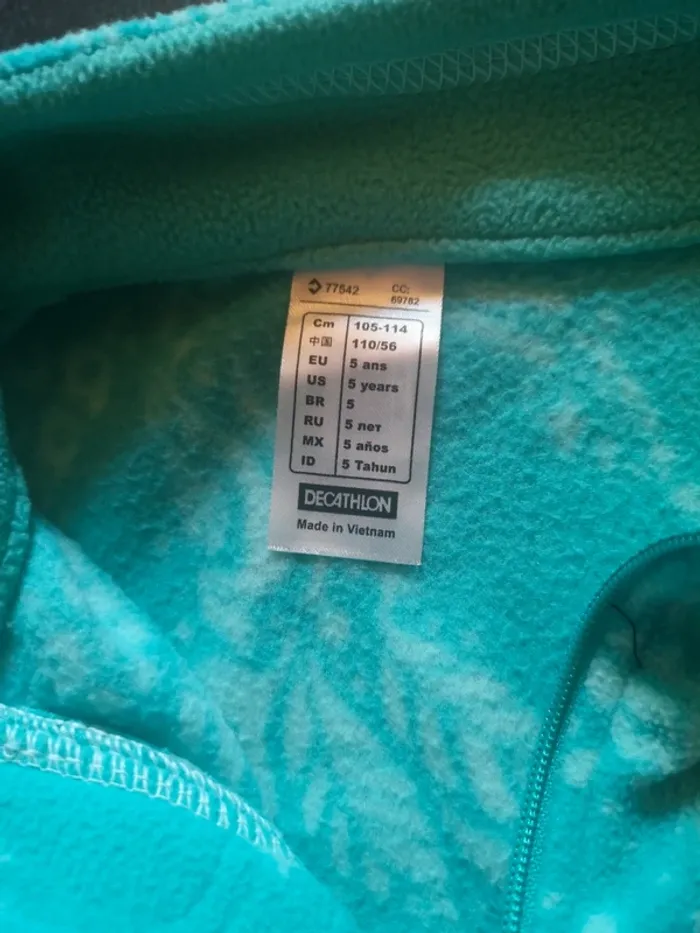 77542 CC:
69782
Cm 105-114
中国 110/56
EU 5 ans
US 5 years
BR 5
RU 5 лет
MX 5 años
ID 5 Tahun
DECATHLON
Made in Vietnam